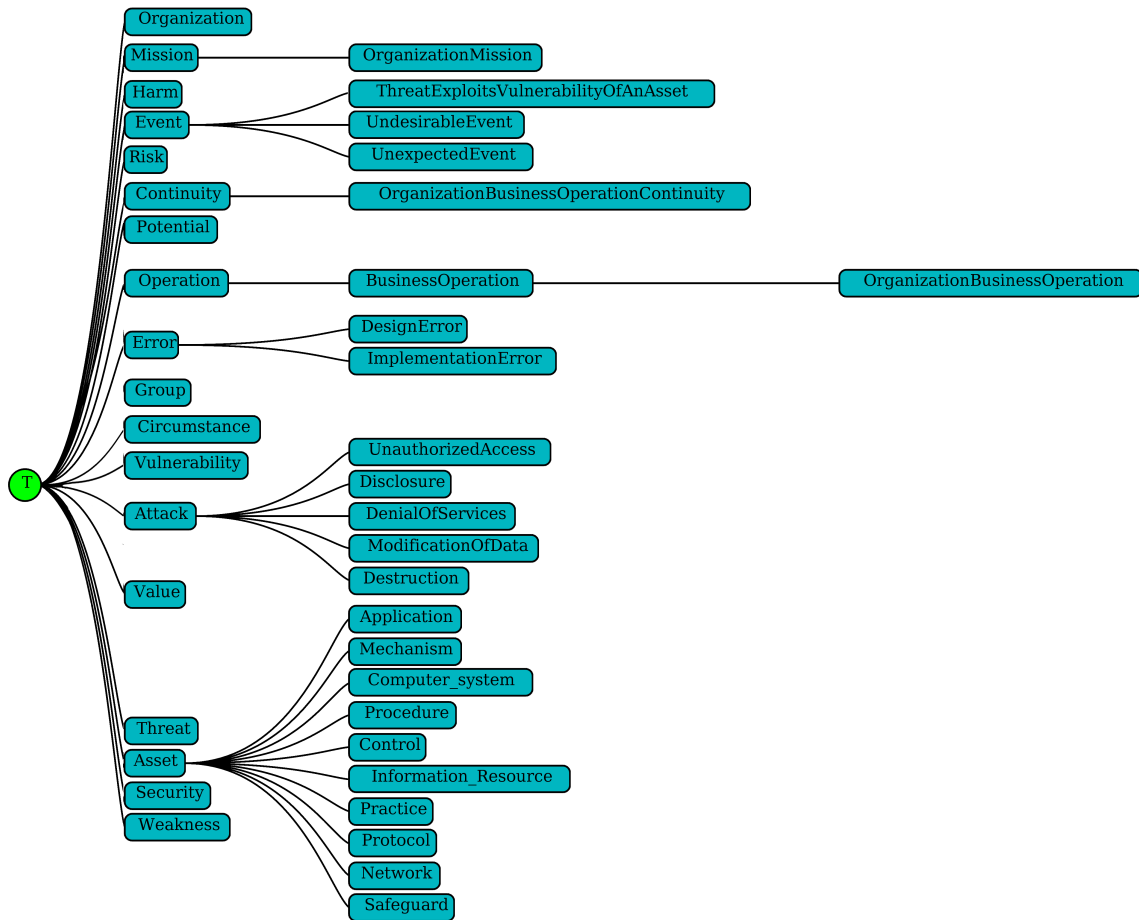 Organization
Mission
OrganizationMission
Harm
ThreatExploitsVulnerabilityOfAnAsset
Event
UndesirableEvent
UnexpectedEvent
Risk
Continuity
OrganizationBusinessOperationContinuity
Potential
Operation
BusinessOperation
OrganizationBusinessOperation
Error
DesignError
ImplementationError
Group
Circumstance
Vulnerability
T
Attack
UnauthorizedAccess
Disclosure
DenialOfServices
ModificationOfData
Destruction
Value
Threat
Asset
Application
Mechanism
Computer_system
Procedure
Control
Information_Resource
Practice
Protocol
Network
Safeguard
Security
Weakness